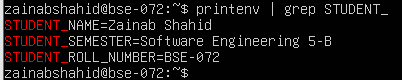 zainabshahid@bse-072:~$ printenv | grep STUDENT_
STUDENT_NAME=Zainab Shahid
STUDENT_SEMESTER=Software Engineering 5-B
STUDENT_ROLL_NUMBER=BSE-072
zainabshahid@bse-072:~$